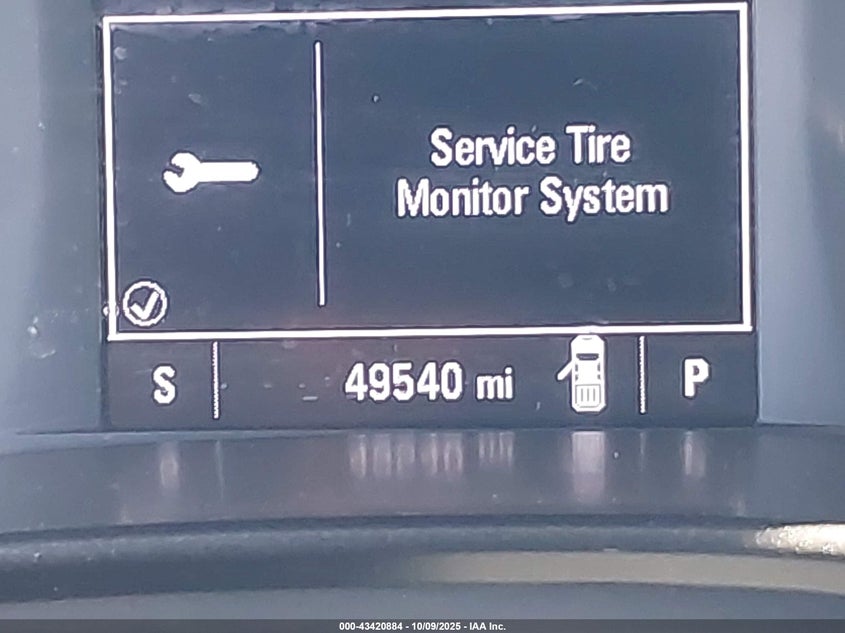 Service Tire
Monitor System
S 49540 mi P
000-43420884 - 10/09/2025 - IAA Inc.